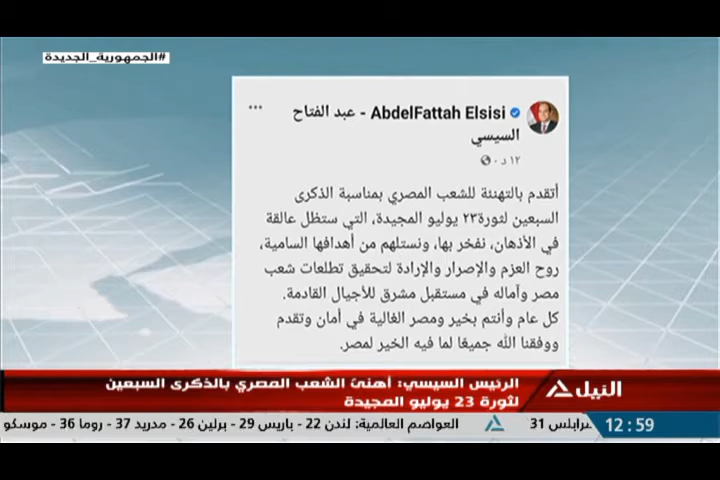 #الجمهورية_الجديدة
AbdelFattah Elsisi - عبد الفتاح
السيسي
١٢ د
أتقدم بالتهنئة للشعب المصري بمناسبة الذكرى
السبعين لثورة٢٣ يوليو المجيدة، التي ستظل عالقة
في الأذهان، نفخر بها، ونستلهم من أهدافها السامية،
روح العزم والإصرار والإرادة لتحقيق تطلعات شعب
مصر وآماله في مستقبل مشرق للأجيال القادمة.
كل عام وأنتم بخير ومصر الغالية في أمان وتقدم
ووفقنا الله جميعًا لما فيه الخير لمصر.
النيل
الرئيس السيسي: أهنئ الشعب المصري بالذكرى السبعين
لثورة 23 يوليو المجيدة
12:59
31 العواصم العالمية: لندن 22 - باريس 29 - برلين 26 - مدريد 37 - روما 36 - موسكو